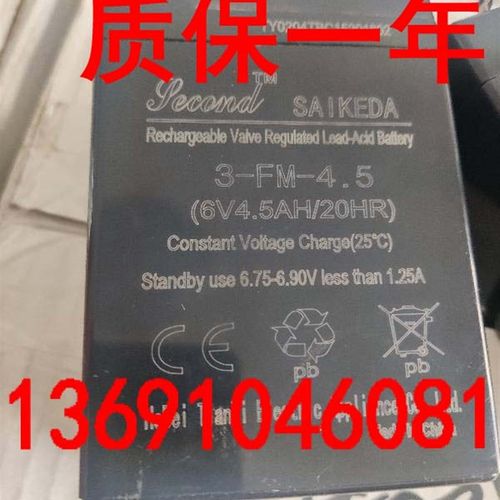 质保一年
Second™ SAIKEDA
Rechargeable Valve Regulated Lead-Acid Battery
3-FM-4.5
(6V4.5AH/20HR)
Constant Voltage Charge(25℃)
Standby use 6.75-6.90V less than 1.25A
CE
pb
pb
13691046081